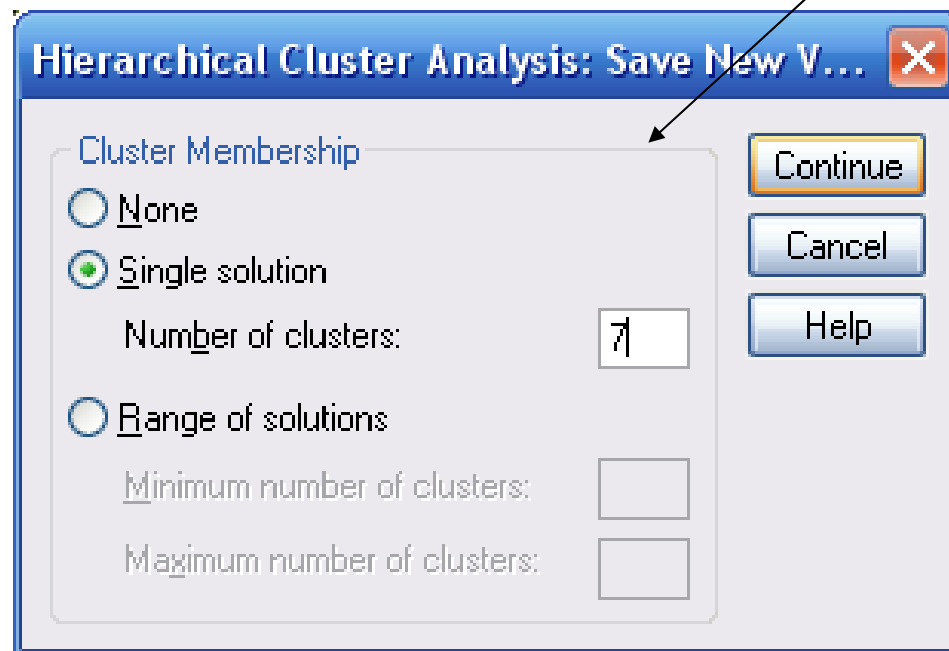 Hierarchical Cluster Analysis: Save New V...
Cluster Membership
None
Single solution
Number of clusters: 7
Range of solutions
Minimum number of clusters:
Maximum number of clusters:
Continue
Cancel
Help